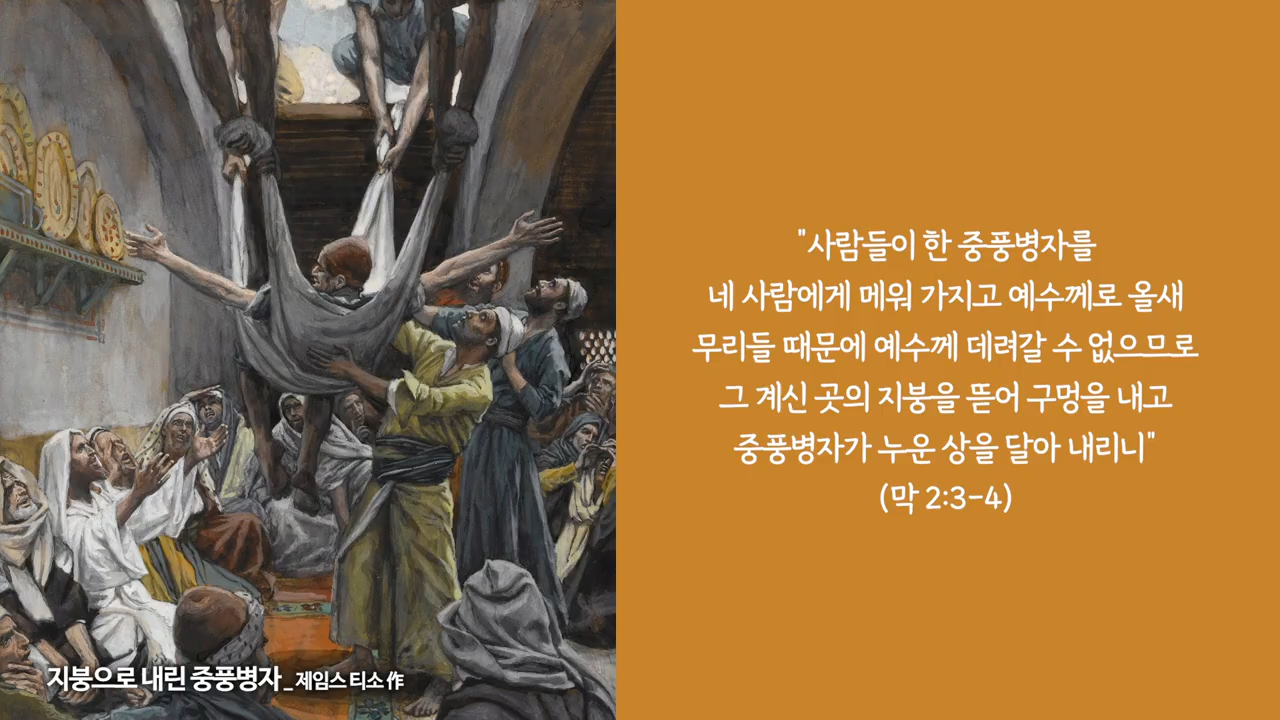 "사람들이 한 중풍병자를
네 사람에게 메워 가지고 예수께로 올새
무리들 때문에 예수께 데려갈 수 없으므로
그 계신 곳의 지붕을 뜯어 구멍을 내고
중풍병자가 누운 상을 달아 내리니"
(막 2:3-4)
지붕으로 내린 중풍병자 _ 제임스 티소 作